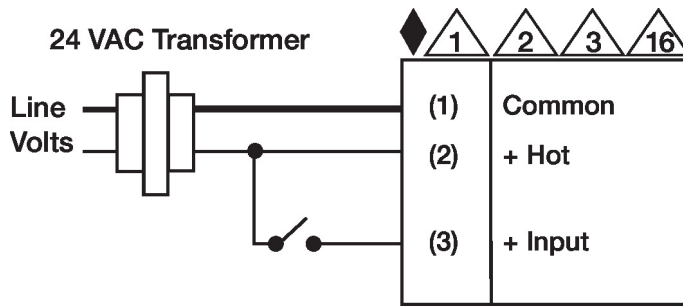 24 VAC Transformer
1 2 3 16
Line
Volts
(1) Common
(2) + Hot
(3) + Input